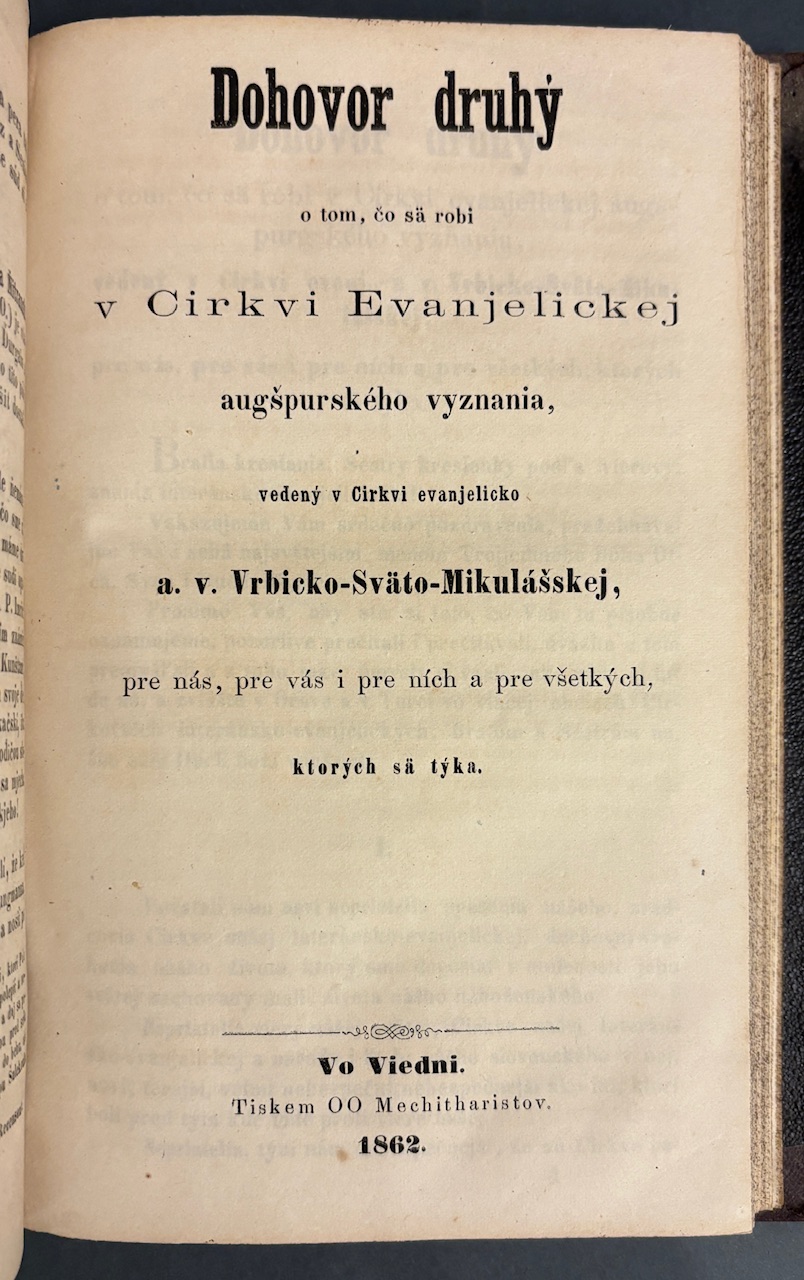 Dohovor druhý
o tom, čo sä robi
v Cirkvi Evanjelickej
augšpurského vyznania,
vedený v Cirkvi evanjelicko
a. v. Vrbicko-Sväto-Mikulášskej,
pre nás, pre vás i pre ních a pre všetkých,
ktorých sä týka.
Vo Viedni.
Tiskem OO Mechitharistov.
1862.